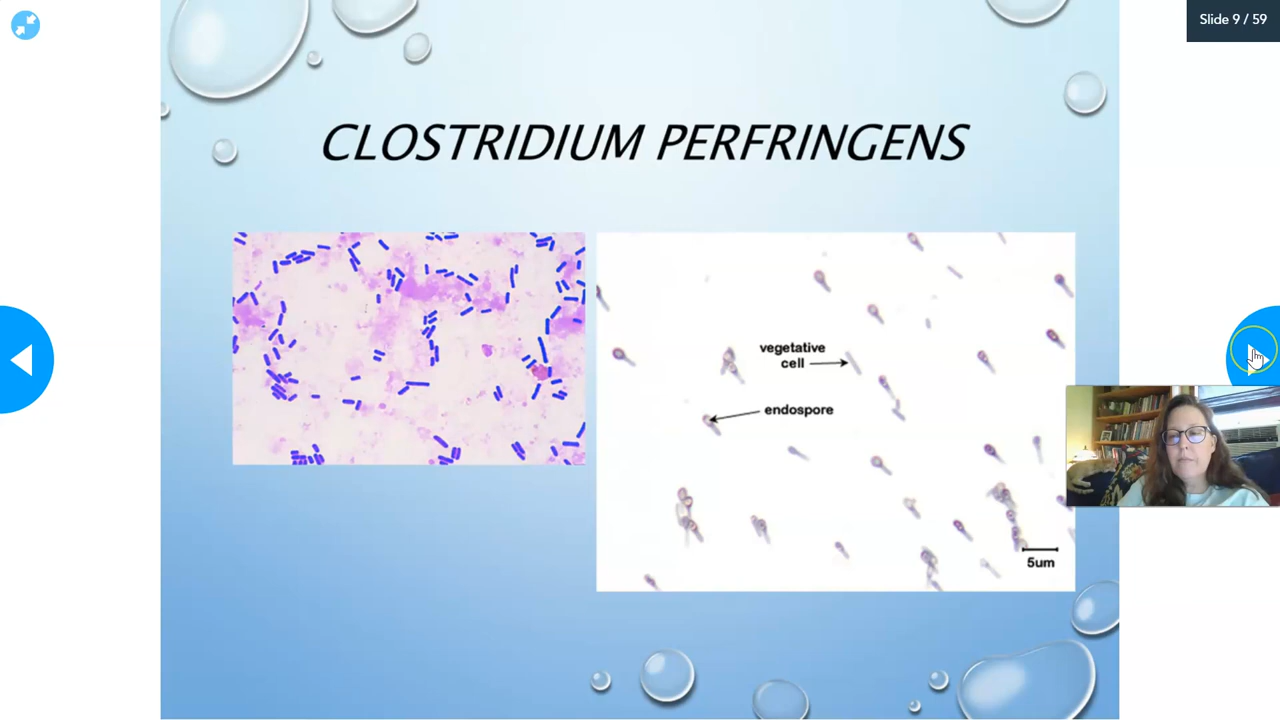 Slide 9 / 59
CLOSTRIDIUM PERFRINGENS
vegetative
cell
endospore
5um